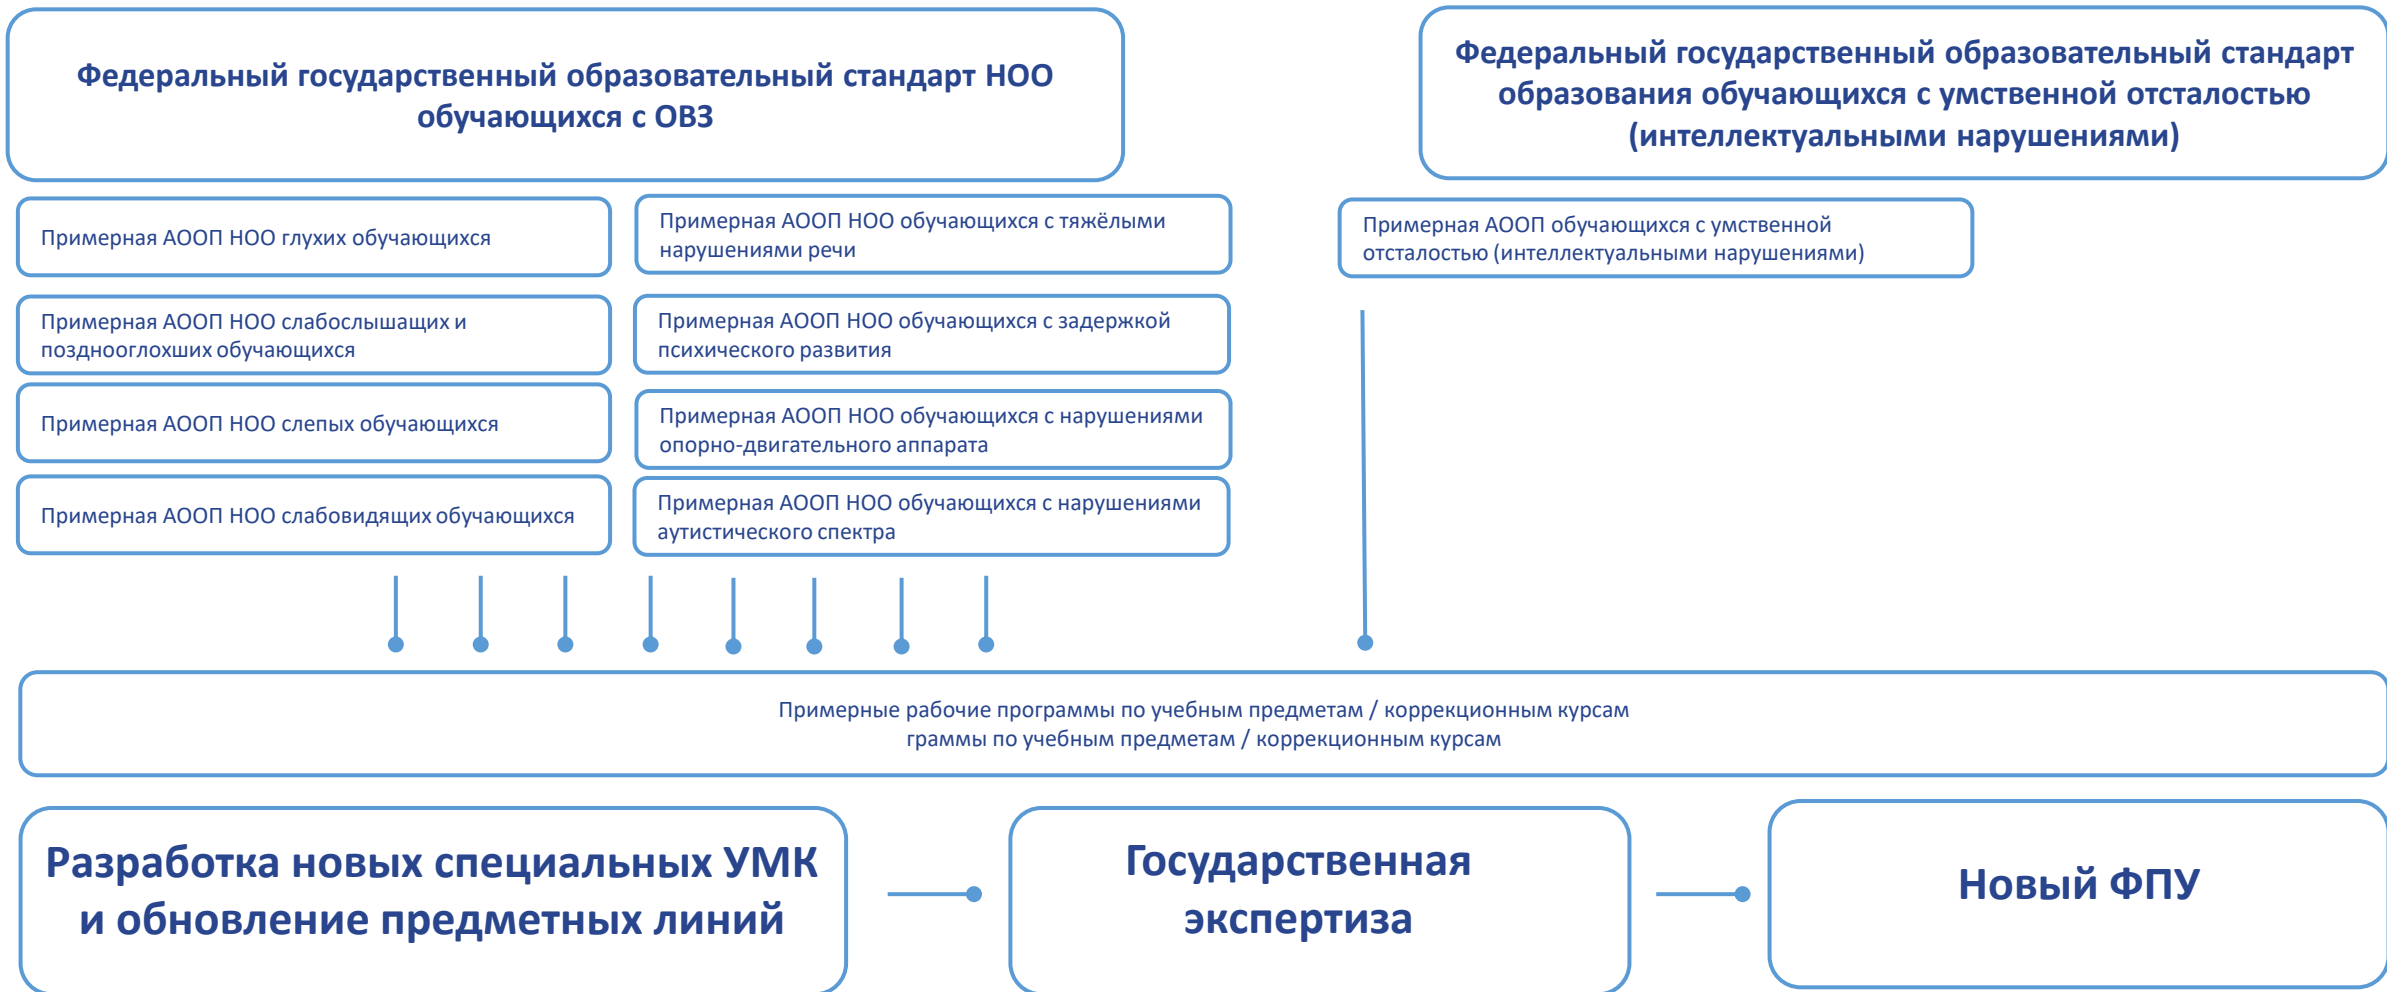 Федеральный государственный образовательный стандарт НОО
обучающихся с ОВЗ
Федеральный государственный образовательный стандарт
образования обучающихся с умственной отсталостью
(интеллектуальными нарушениями)
Примерная АООП НОО глухих обучающихся
Примерная АООП НОО обучающихся с тяжёлыми
нарушениями речи
Примерная АООП обучающихся с умственной
отсталостью (интеллектуальными нарушениями)
Примерная АООП НОО слабослышащих и
позднооглохших обучающихся
Примерная АООП НОО обучающихся с задержкой
психического развития
Примерная АООП НОО слепых обучающихся
Примерная АООП НОО обучающихся с нарушениями
опорно-двигательного аппарата
Примерная АООП НОО слабовидящих обучающихся
Примерная АООП НОО обучающихся с нарушениями
аутистического спектра
Примерные рабочие программы по учебным предметам / коррекционным курсам
граммы по учебным предметам / коррекционным курсам
Разработка новых специальных УМК
и обновление предметных линий
Государственная
экспертиза
Новый ФПУ